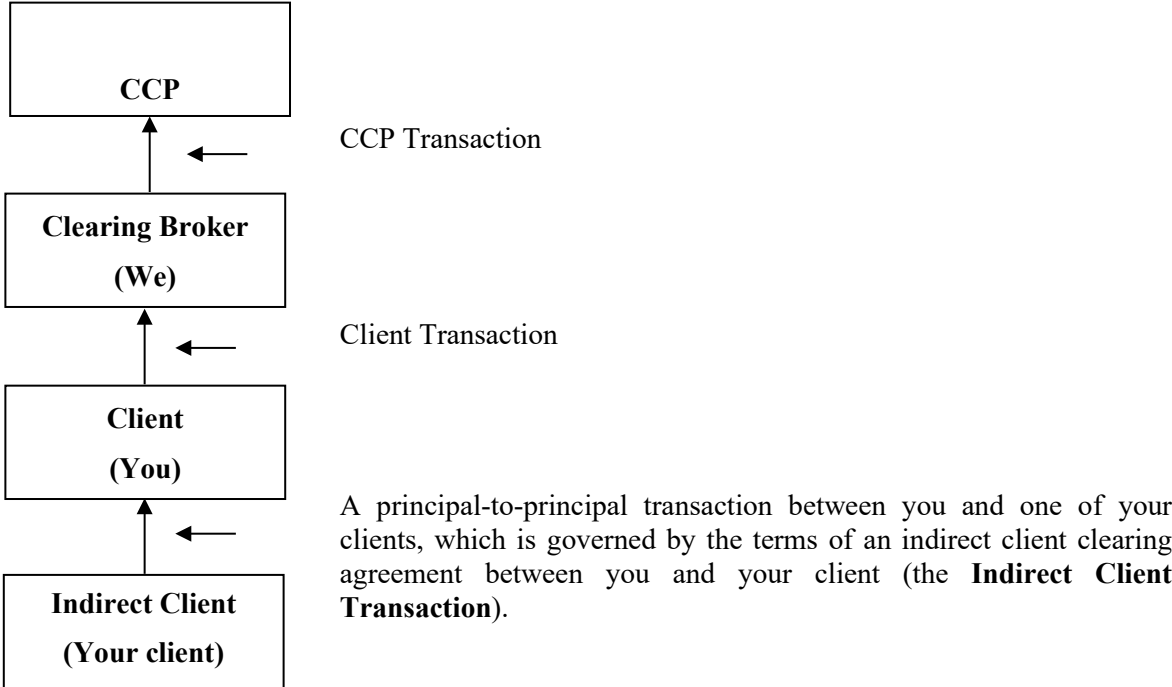 CCP
CCP Transaction
Clearing Broker
(We)
Client Transaction
Client
(You)
A principal-to-principal transaction between you and one of your
clients, which is governed by the terms of an indirect client clearing
agreement between you and your client (the Indirect Client
Transaction).
Indirect Client
(Your client)